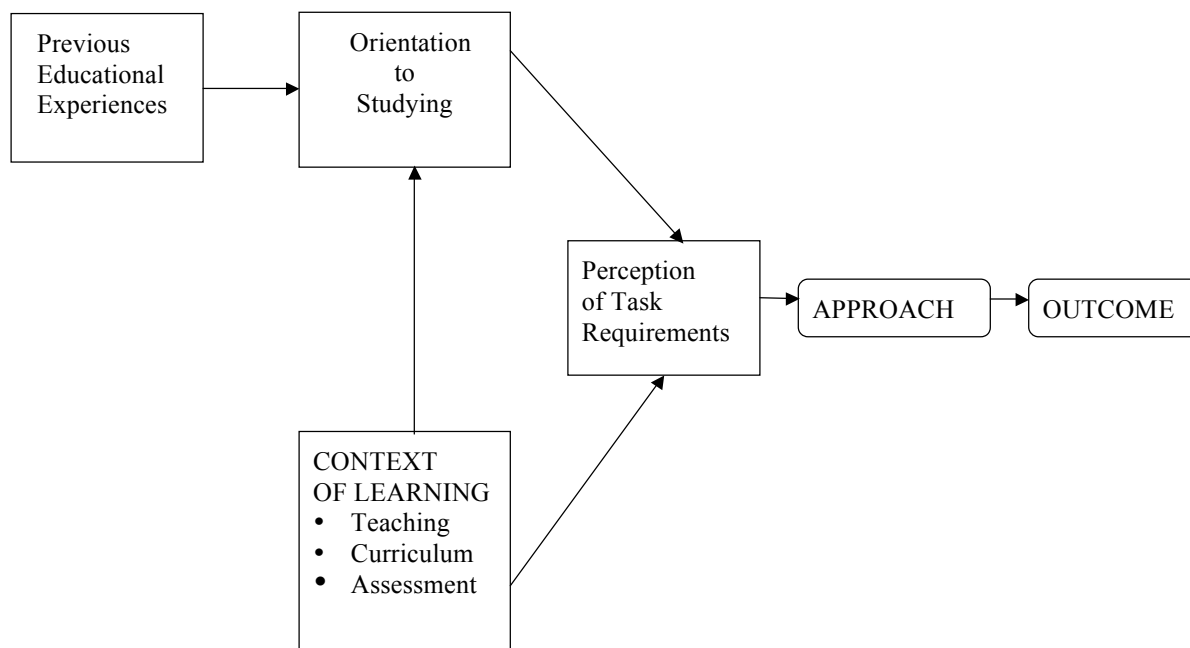 Previous
Educational
Experiences
Orientation
to
Studying
Perception
of Task
Requirements
APPROACH
OUTCOME
CONTEXT
OF LEARNING
• Teaching
• Curriculum
• Assessment